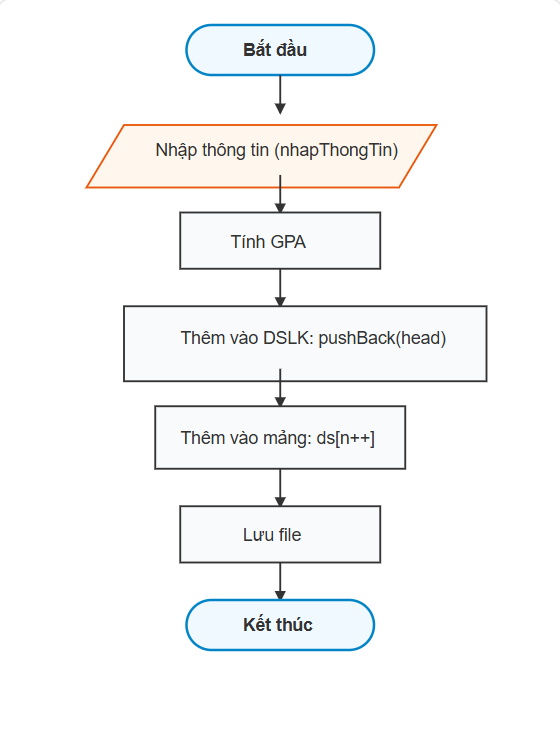 Bắt đầu
Nhập thông tin (nhapThongTin)
Tính GPA
Thêm vào DSLK: pushBack(head)
Thêm vào mảng: ds[n++]
Lưu file
Kết thúc